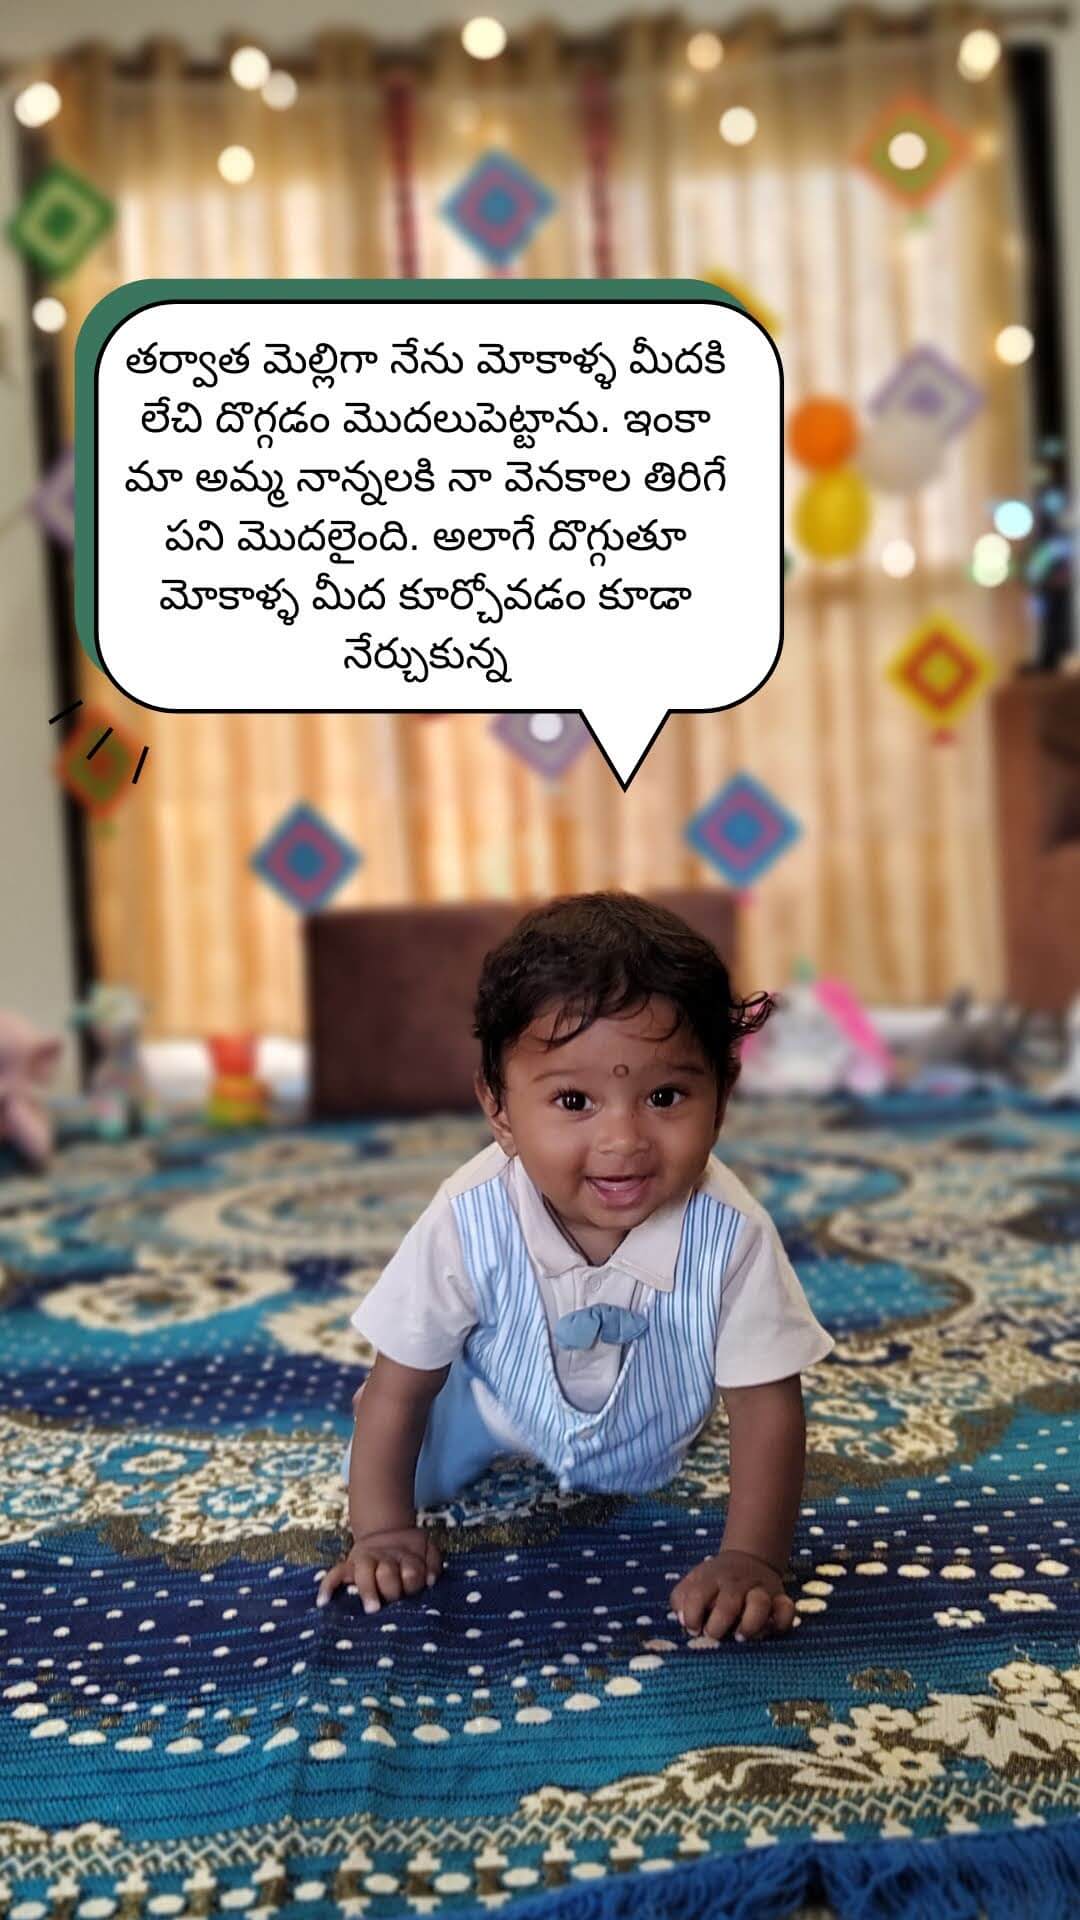 తర్వాత మెల్లిగా నేను మోకాళ్ళ మీదకి
లేచి దొగ్గడం మొదలుపెట్టాను. ఇంకా
మా అమ్మ నాన్నలకి నా వెనకాల తిరిగే
పని మొదలైంది. అలాగే దొగ్గుతూ
మోకాళ్ళ మీద కూర్చోవడం కూడా
నేర్చుకున్న